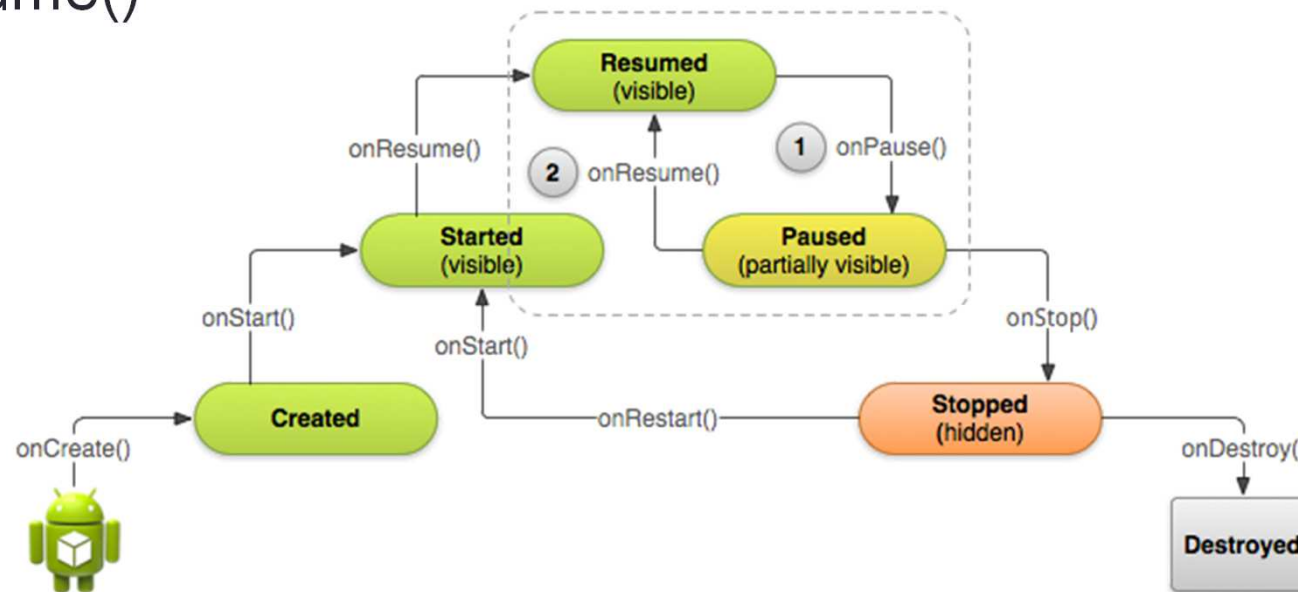 Resumed
(visible)
onResume()
1
onPause()
2
onResume()
Started
(visible)
Paused
(partially visible)
onStart()
onStop()
onStart()
Created
onRestart()
Stopped
(hidden)
onCreate()
onDestroy(
Destroyed